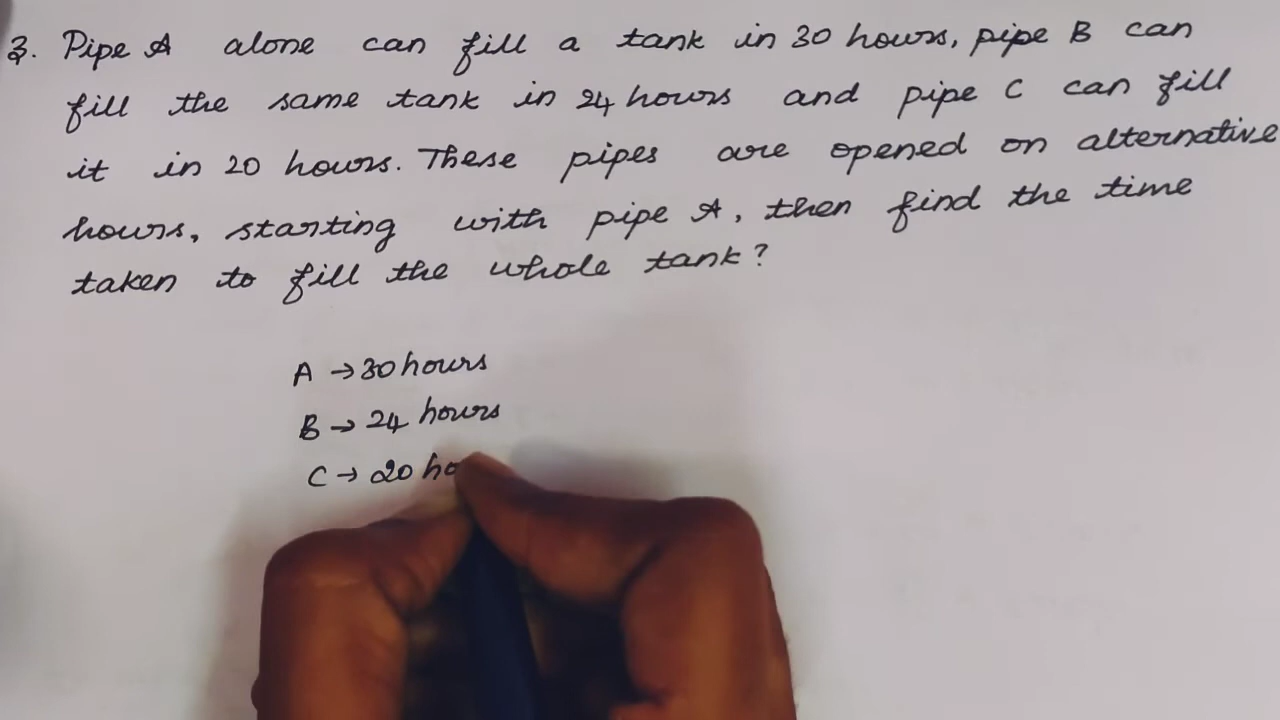 3. Pipe A alone can fill a tank in 30 hours, pipe B can
fill the same tank in 24 hours and pipe C can fill
it in 20 hours. These pipes are opened on alternative
hours, starting with pipe A, then find the time
taken to fill the whole tank?
A → 30 hours
B → 24 hours
C → 20 ho